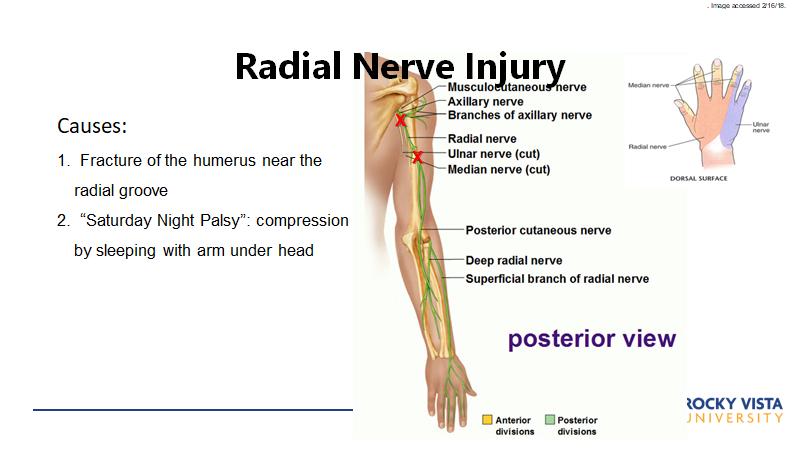 . Image accessed 2/16/18.
Radial Nerve Injury
Causes:
1. Fracture of the humerus near the
radial groove
2. “Saturday Night Palsy”: compression
by sleeping with arm under head
Musculocutaneous nerve
Axillary nerve
Branches of axillary nerve
X
Radial nerve
Ulnar nerve (cut)
X
Median nerve (cut)
Posterior cutaneous nerve
Deep radial nerve
Superficial branch of radial nerve
posterior view
Anterior
divisions
Posterior
divisions
Median nerve
Ulnar
nerve
Radial nerve
DORSAL SURFACE
ROCKY VISTA
UNIVERSITY